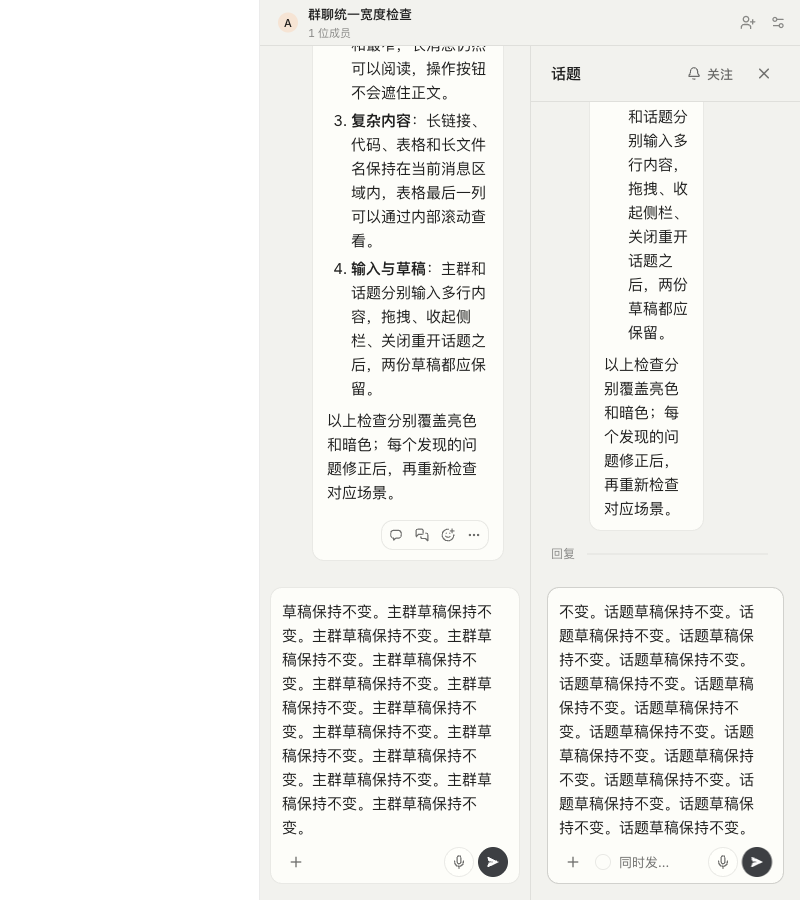 A
群聊统一宽度检查
1 位成员
和最窄，长消息仍然
可以阅读，操作按钮
不会遮住正文。
3. 复杂内容：长链接、
代码、表格和长文件
名保持在当前消息区
域内，表格最后一列
可以通过内部滚动查
看。
4. 输入与草稿：主群和
话题分别输入多行内
容，拖拽、收起侧
栏、关闭重开话题之
后，两份草稿都应保
留。
以上检查分别覆盖亮色
和暗色；每个发现的问
题修正后，再重新检查
对应场景。
草稿保持不变。主群草稿保持不
变。主群草稿保持不变。主群草
稿保持不变。主群草稿保持不
变。主群草稿保持不变。主群草
稿保持不变。主群草稿保持不
变。主群草稿保持不变。主群草
稿保持不变。主群草稿保持不
变。主群草稿保持不变。主群草
稿保持不变。主群草稿保持不
变。
话题
关注
和话题分
别输入多
行内容，
拖拽、收
起侧栏、
关闭重开
话题之
后，两份
草稿都应
保留。
以上检查分
别覆盖亮色
和暗色；每
个发现的问
题修正后，
再重新检查
对应场景。
回复
不变。话题草稿保持不变。话
题草稿保持不变。话题草稿保
持不变。话题草稿保持不变。
话题草稿保持不变。话题草稿
保持不变。话题草稿保持不
变。话题草稿保持不变。话题
草稿保持不变。话题草稿保持
不变。话题草稿保持不变。话
题草稿保持不变。话题草稿保
持不变。话题草稿保持不变。
同时发...